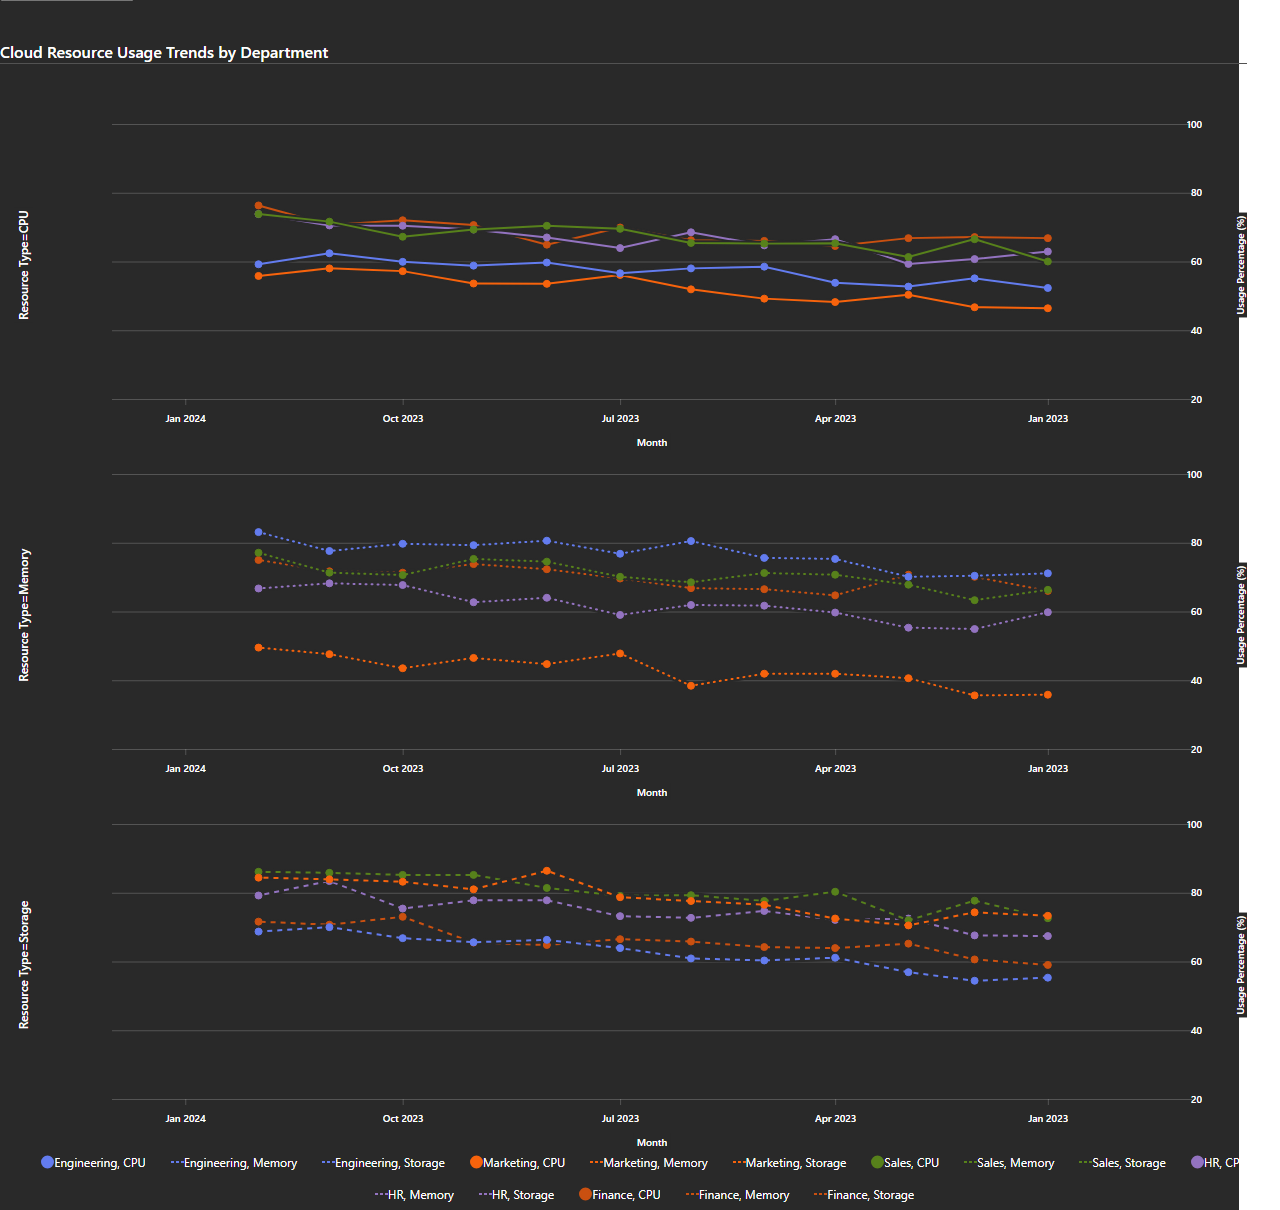 Cloud Resource Usage Trends by Department
Resource Type=CPU
100
80
60
40
20
Usage Percentage (%)
Jan 2024 Oct 2023 Jul 2023 Apr 2023 Jan 2023
Month
Resource Type=Memory
100
80
60
40
20
Usage Percentage (%)
Jan 2024 Oct 2023 Jul 2023 Apr 2023 Jan 2023
Month
Resource Type=Storage
100
80
60
40
20
Usage Percentage (%)
Jan 2024 Oct 2023 Jul 2023 Apr 2023 Jan 2023
Month
Engineering, CPU Engineering, Memory Engineering, Storage Marketing, CPU Marketing, Memory Marketing, Storage Sales, CPU Sales, Memory Sales, Storage HR, CP
HR, Memory HR, Storage Finance, CPU Finance, Memory Finance, Storage